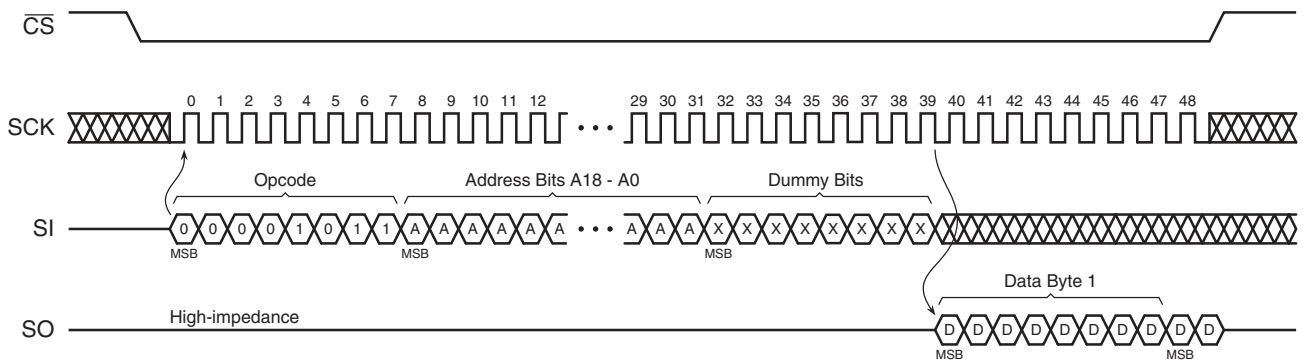 CS
0 1 2 3 4 5 6 7 8 9 10 11 12 29 30 31 32 33 34 35 36 37 38 39 40 41 42 43 44 45 46 47 48
SCK
Opcode Address Bits A18 - A0 Dummy Bits
SI 0 0 0 0 1 0 1 1 A A A A A A A A A X X X X X X X X
MSB MSB MSB
Data Byte 1
High-impedance
SO D D D D D D D D D D
MSB MSB